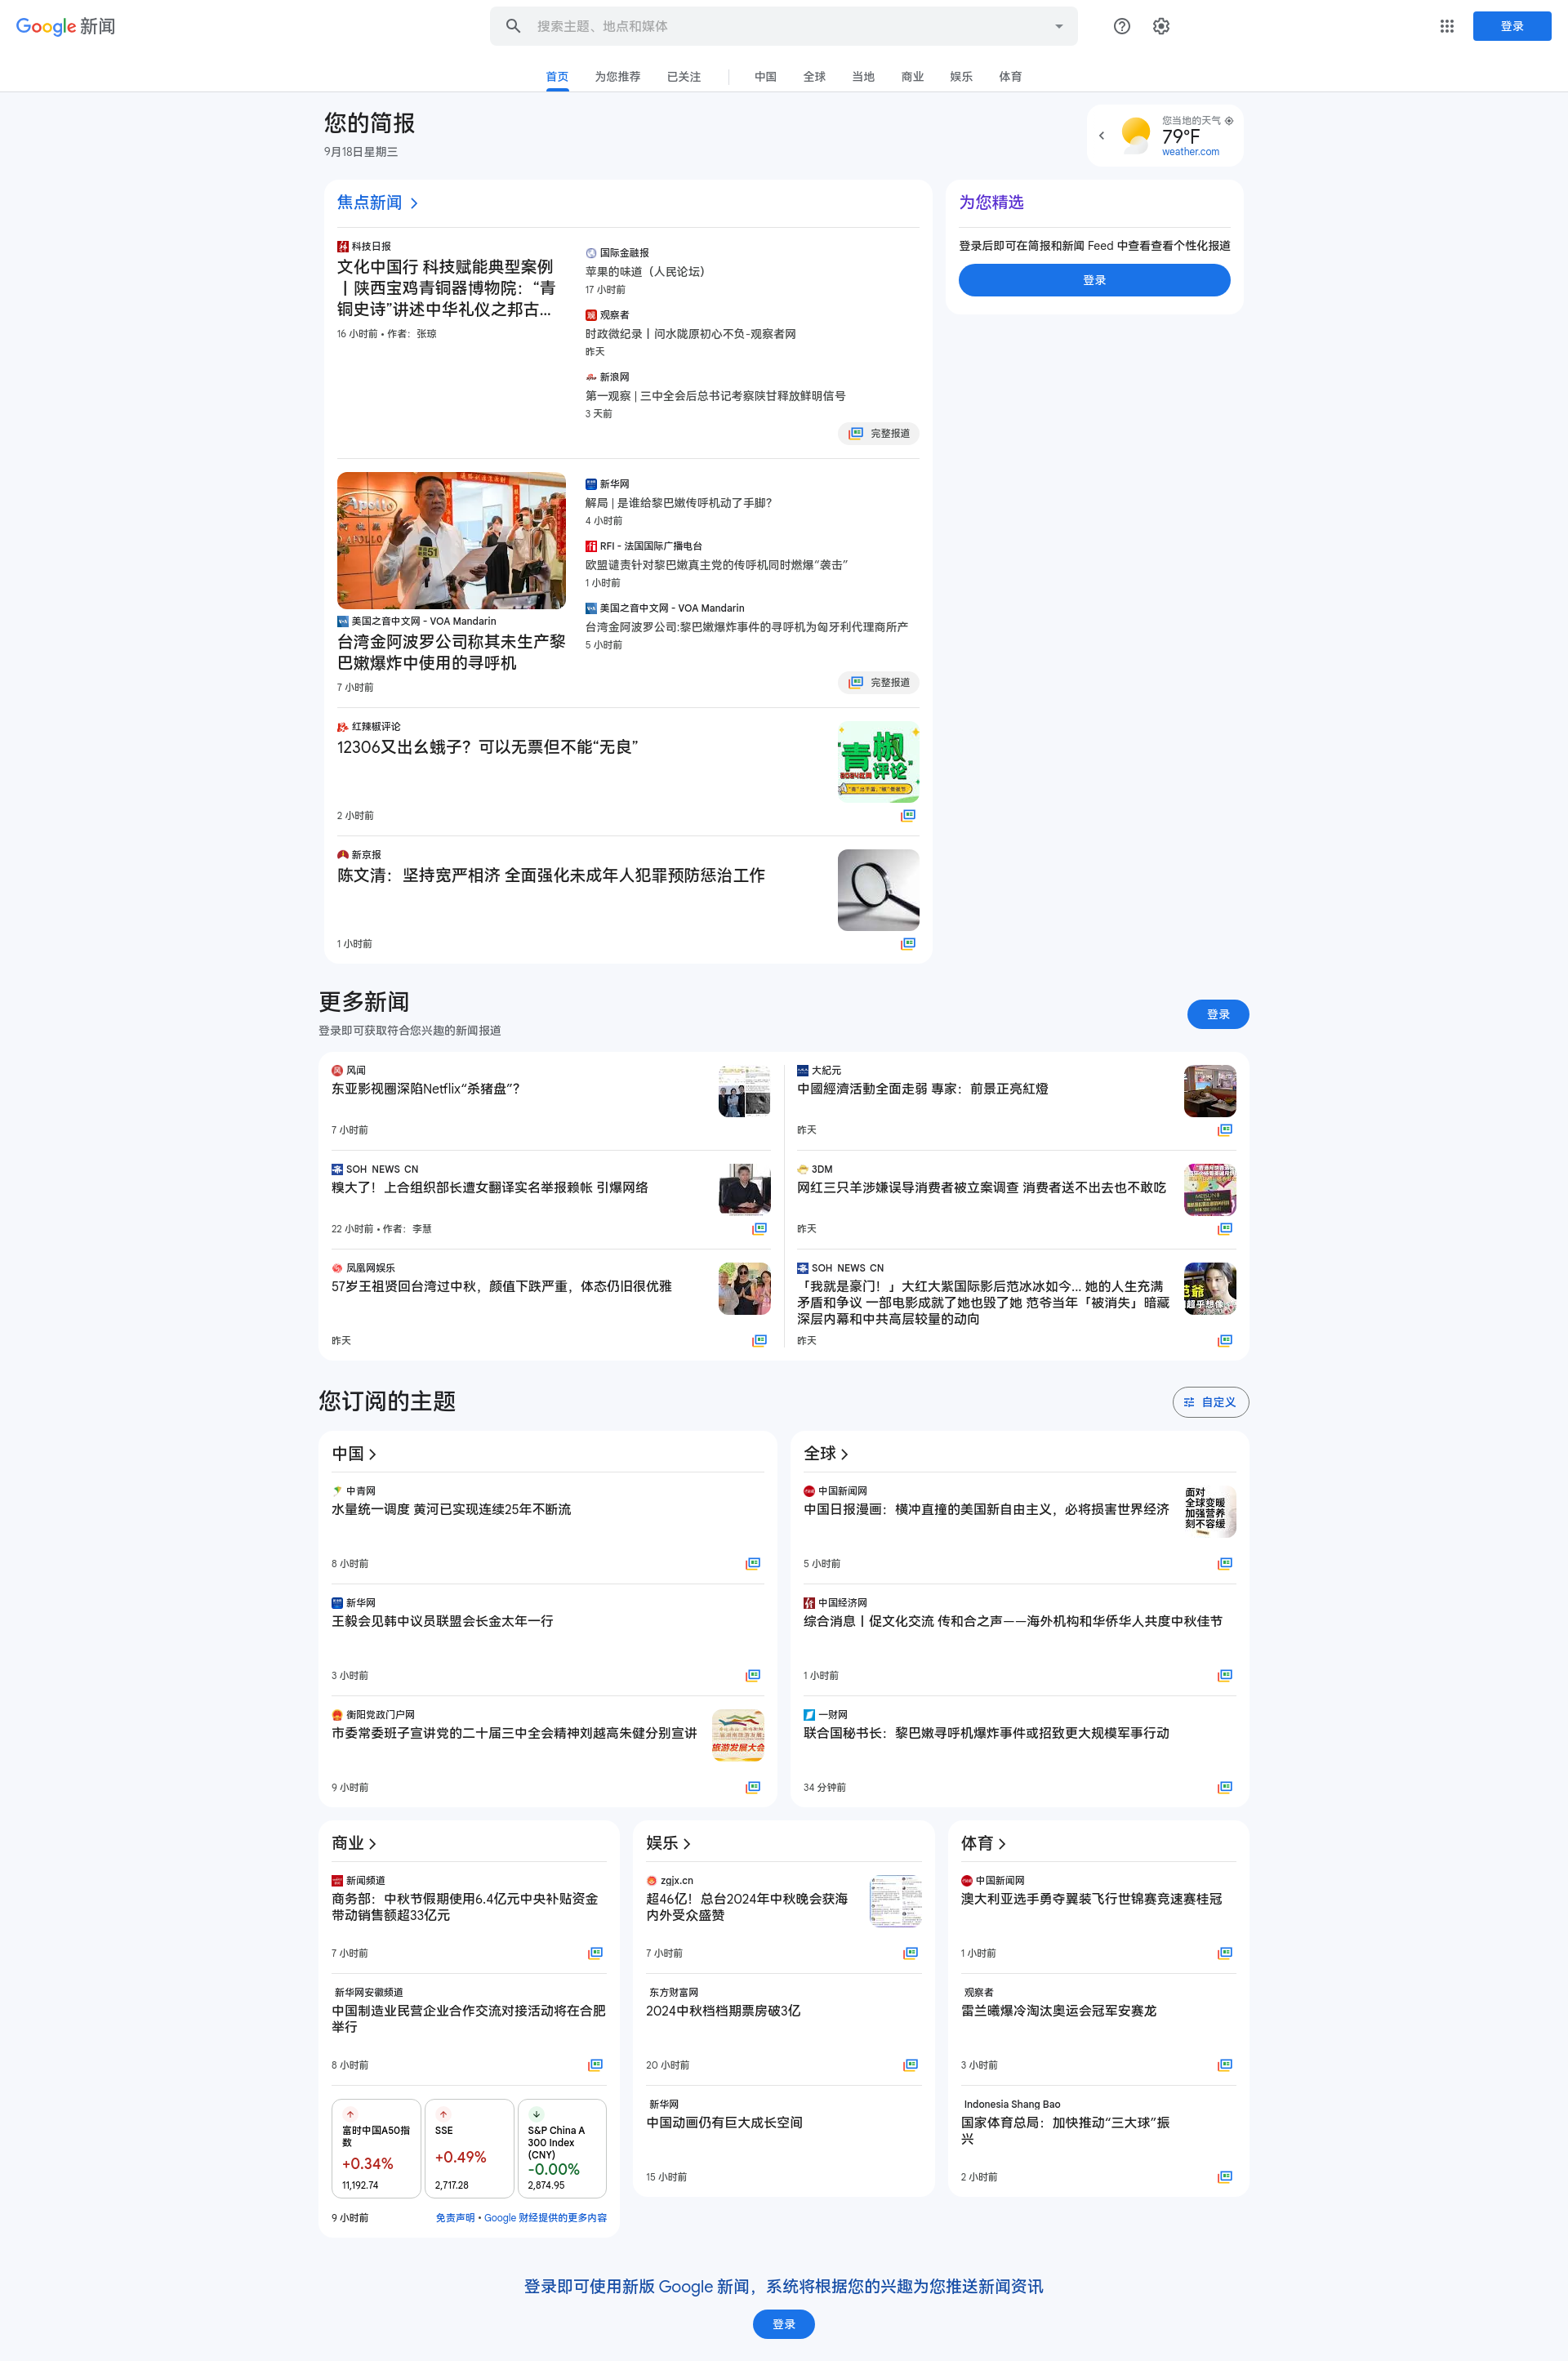 Google 新闻
搜索主题、地点和媒体
登录
首页
为您推荐
已关注
中国
全球
当地
商业
娱乐
体育
您的简报
9月18日星期三
您当地的天气
79°F
weather.com
焦点新闻
科技日报
文化中国行 科技赋能典型案例
丨陕西宝鸡青铜器博物院：“青
铜史诗”讲述中华礼仪之邦古...
16 小时前 • 作者：张琼
国际金融报
苹果的味道（人民论坛）
17 小时前
观察者
时政微纪录丨问水陇原初心不负-观察者网
昨天
新浪网
第一观察 | 三中全会后总书记考察陕甘释放鲜明信号
3 天前
完整报道
为您精选
登录后即可在简报和新闻 Feed 中查看查看个性化报道
登录
Apollo
APOLLO
51
美国之音中文网 - VOA Mandarin
台湾金阿波罗公司称其未生产黎
巴嫩爆炸中使用的寻呼机
7 小时前
新华网
解局 | 是谁给黎巴嫩传呼机动了手脚?
4 小时前
RFI - 法国国际广播电台
欧盟谴责针对黎巴嫩真主党的传呼机同时燃爆“袭击”
1 小时前
美国之音中文网 - VOA Mandarin
台湾金阿波罗公司:黎巴嫩爆炸事件的寻呼机为匈牙利代理商所产
5 小时前
完整报道
红辣椒评论
12306又出幺蛾子？可以无票但不能“无良”
2 小时前
青椒
评论
新京报
陈文清：坚持宽严相济 全面强化未成年人犯罪预防惩治工作
1 小时前
更多新闻
登录即可获取符合您兴趣的新闻报道
登录
风闻
东亚影视圈深陷Netflix“杀猪盘”?
7 小时前
SOH NEWS CN
糗大了！上合组织部长遭女翻译实名举报赖帐 引爆网络
22 小时前 • 作者：李慧
凤凰网娱乐
57岁王祖贤回台湾过中秋，颜值下跌严重，体态仍旧很优雅
昨天
大紀元
中國經濟活動全面走弱 專家：前景正亮紅燈
昨天
3DM
网红三只羊涉嫌误导消费者被立案调查 消费者送不出去也不敢吃
昨天
SOH NEWS CN
「我就是豪门！」大红大紫国际影后范冰冰如今... 她的人生充满
矛盾和争议 一部电影成就了她也毁了她 范爷当年「被消失」暗藏
深层内幕和中共高层较量的动向
昨天
范爷
超乎想像
您订阅的主题
自定义
中国
中青网
水量统一调度 黄河已实现连续25年不断流
8 小时前
新华网
王毅会见韩中议员联盟会长金太年一行
3 小时前
衡阳党政门户网
市委常委班子宣讲党的二十届三中全会精神刘越高朱健分别宣讲
9 小时前
旅游发展大会
全球
中国新闻网
中国日报漫画：横冲直撞的美国新自由主义，必将损害世界经济
5 小时前
面对
全球变暖
加强营养
刻不容缓
中国经济网
综合消息丨促文化交流 传和合之声——海外机构和华侨华人共度中秋佳节
1 小时前
一财网
联合国秘书长：黎巴嫩寻呼机爆炸事件或招致更大规模军事行动
34 分钟前
商业
新闻频道
商务部：中秋节假期使用6.4亿元中央补贴资金
带动销售额超33亿元
7 小时前
新华网安徽频道
中国制造业民营企业合作交流对接活动将在合肥
举行
8 小时前
富时中国A50指
数
+0.34%
11,192.74
SSE
+0.49%
2,717.28
S&P China A
300 Index
(CNY)
-0.00%
2,874.95
9 小时前
免责声明 • Google 财经提供的更多内容
娱乐
zgjx.cn
超46亿！总台2024年中秋晚会获海
内外受众盛赞
7 小时前
东方财富网
2024中秋档档期票房破3亿
20 小时前
新华网
中国动画仍有巨大成长空间
15 小时前
体育
中国新闻网
澳大利亚选手勇夺翼装飞行世锦赛竞速赛桂冠
1 小时前
观察者
雷兰曦爆冷淘汰奥运会冠军安赛龙
3 小时前
Indonesia Shang Bao
国家体育总局：加快推动“三大球”振
兴
2 小时前
登录即可使用新版 Google 新闻，系统将根据您的兴趣为您推送新闻资讯
登录